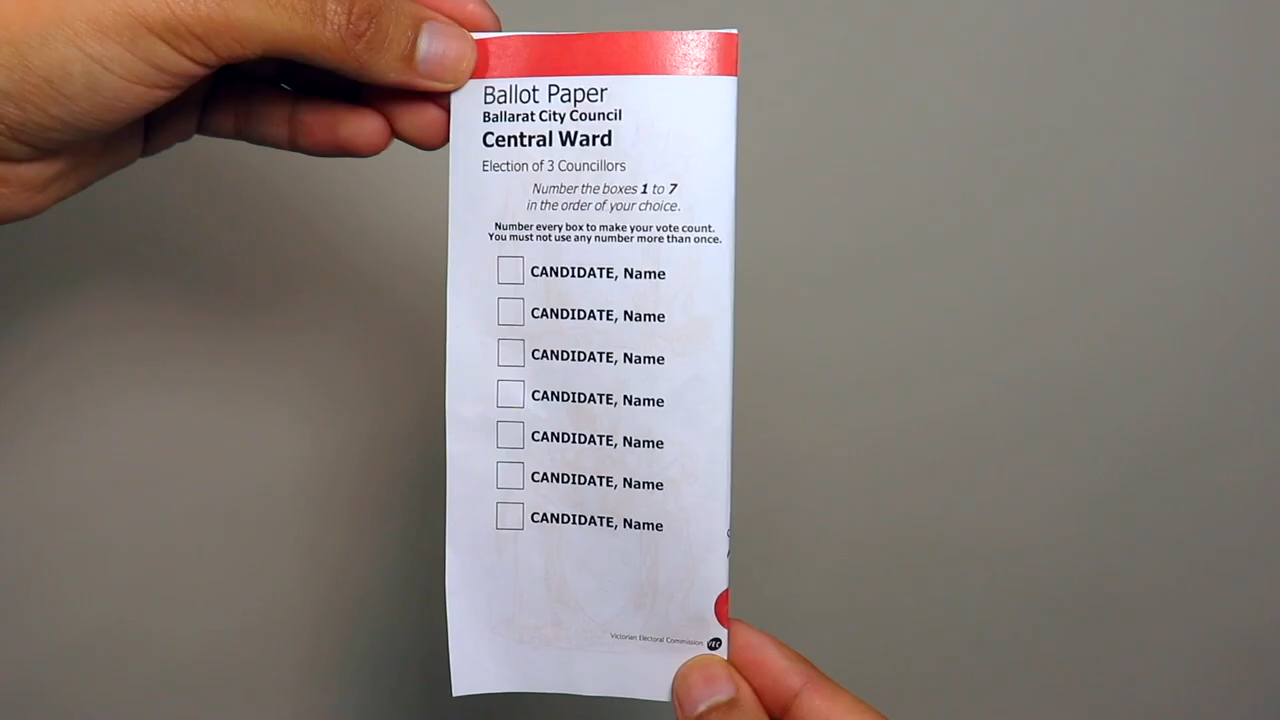 Ballot Paper
Ballarat City Council
Central Ward
Election of 3 Councillors
Number the boxes 1 to 7
in the order of your choice.
Number every box to make your vote count.
You must not use any number more than once.
CANDIDATE, Name
CANDIDATE, Name
CANDIDATE, Name
CANDIDATE, Name
CANDIDATE, Name
CANDIDATE, Name
CANDIDATE, Name
Victorian Electoral Commission VEC